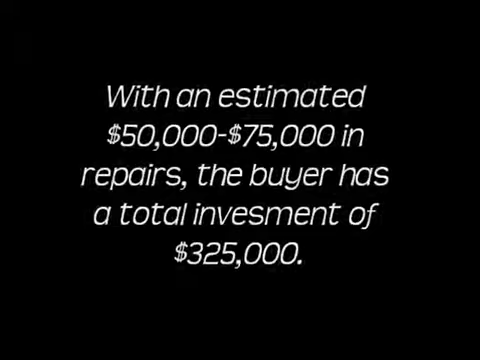 With an estimated
$50,000-$75,000 in
repairs, the buyer has
a total invesment of
$325,000.